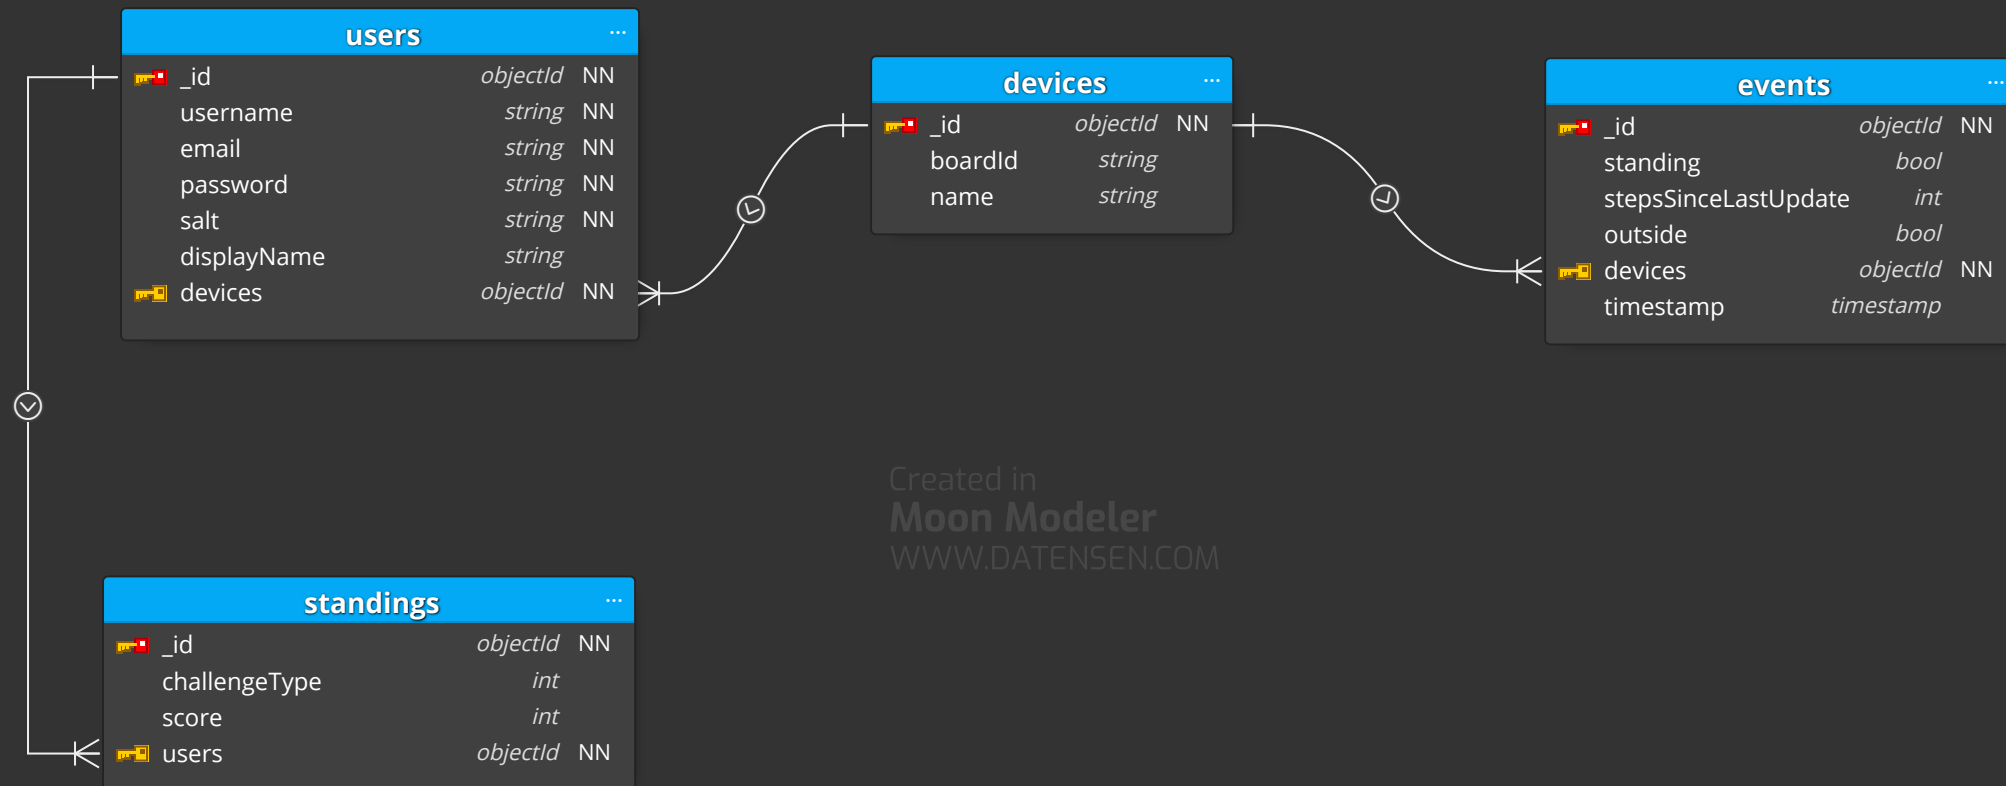 users ...
_id objectId NN
username string NN
email string NN
password string NN
salt string NN
displayName string
devices objectId NN
devices ...
_id objectId NN
boardId string
name string
events ...
_id objectId NN
standing bool
stepsSinceLastUpdate int
outside bool
devices objectId NN
timestamp timestamp
Created in
Moon Modeler
WWW.DATENSEN.COM
standings ...
_id objectId NN
challengeType int
score int
users objectId NN